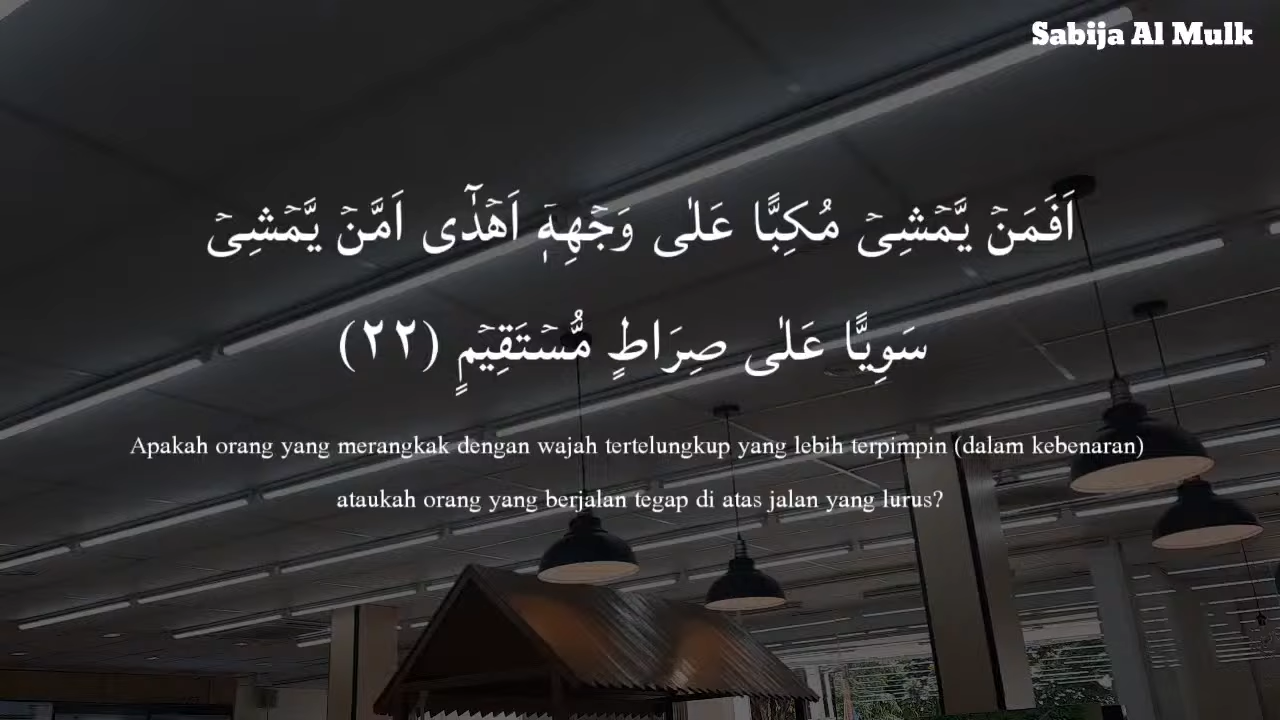 Sabija Al Mulk
اَفَمَنْ يَّمْشِيْ مُكِبًّا عَلٰى وَجْهِهٖٓ اَهْدٰٓى اَمَّنْ يَّمْشِيْ
سَوِيًّا عَلٰى صِرَاطٍ مُّسْتَقِيْمٍ (٢٢)
Apakah orang yang merangkak dengan wajah tertelungkup yang lebih terpimpin (dalam kebenaran)
ataukah orang yang berjalan tegap di atas jalan yang lurus?